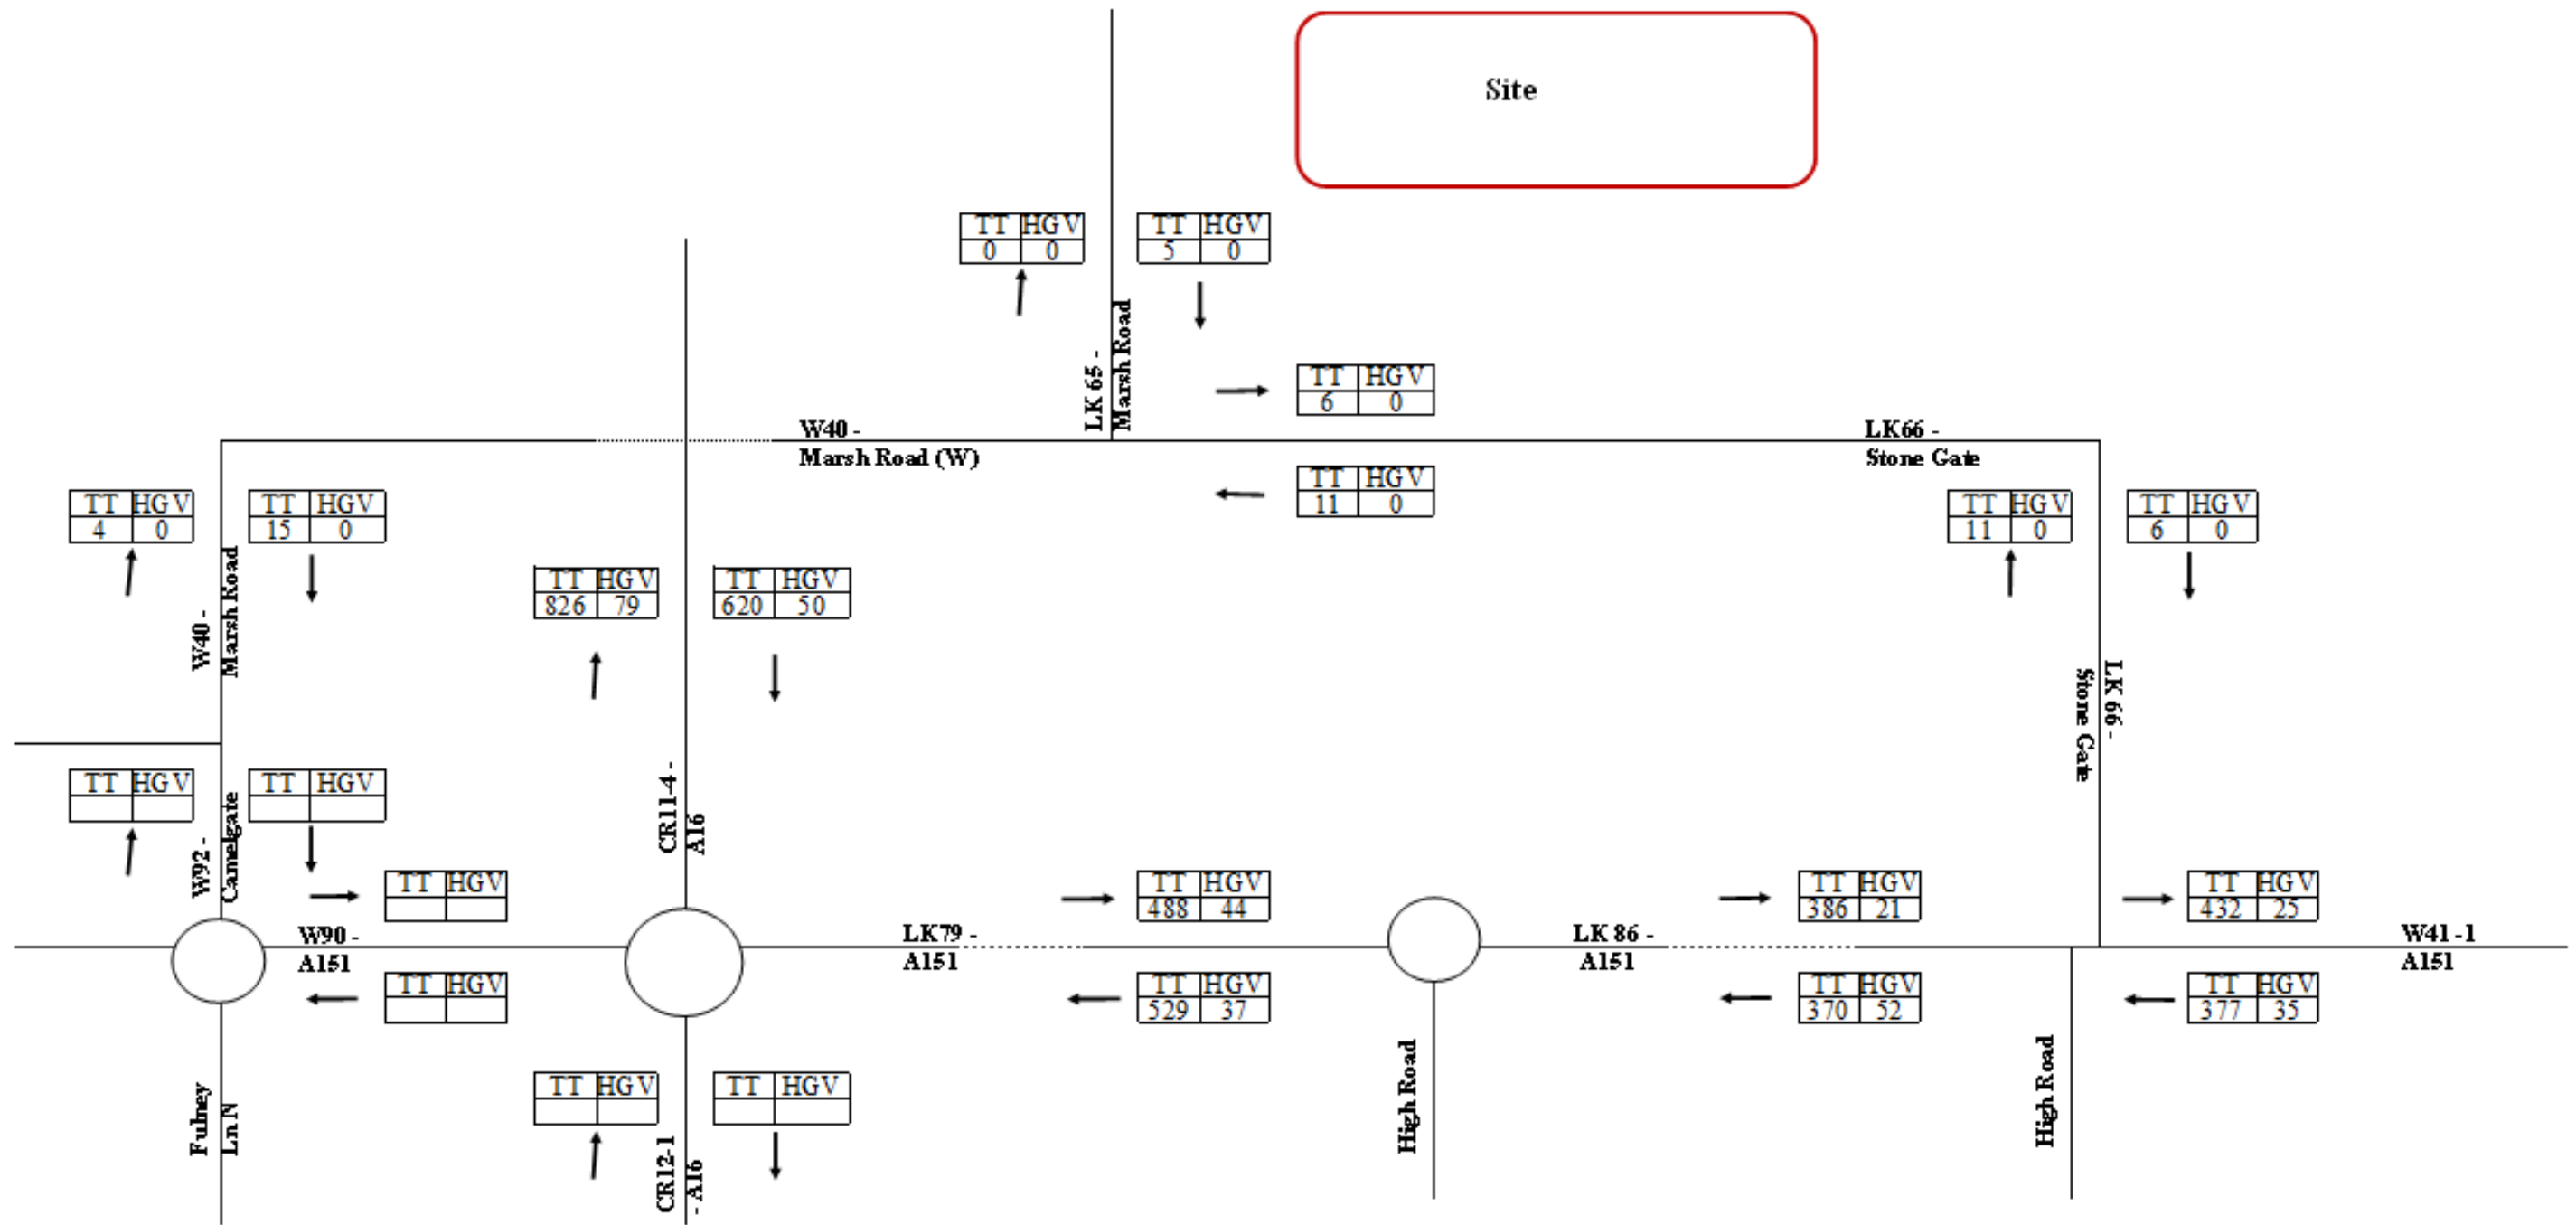 Site
TT HGV
0 0
TT HGV
5 0
LK 65 -
Marsh Road
TT HGV
6 0
W40 -
Marsh Road (W)
LK66 -
Stone Gate
TT HGV
11 0
TT HGV
4 0
TT HGV
15 0
TT HGV
11 0
TT HGV
6 0
W40 -
Marsh Road
TT HGV
826 79
TT HGV
620 50
LK 66 -
Stone Gate
TT HGV
TT HGV
W92 -
Camelgate
CR11-4 -
A16
TT HGV
TT HGV
488 44
TT HGV
386 21
TT HGV
432 25
W90 -
A151
LK79 -
A151
LK 86 -
A151
W41 -1
A151
TT HGV
TT HGV
529 37
TT HGV
370 52
TT HGV
377 35
Fulney
Ln N
TT HGV
TT HGV
CR12-1
- A16
High Road
High Road